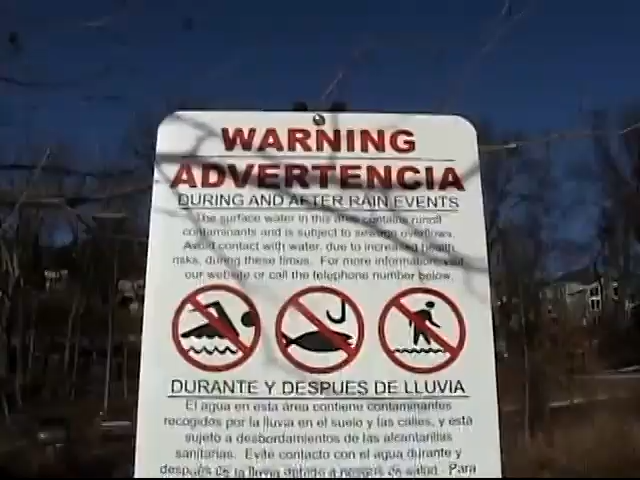 WARNING
ADVERTENCIA
DURING AND AFTER RAIN EVENTS
The surface water in this area contains runoff
contaminants and is subject to sewage overflows.
Avoid contact with water, due to increased health
risks, during these times. For more information visit
our website or call the telephone number below.
DURANTE Y DESPUES DE LLUVIA
El agua en esta área contiene contaminantes
recogidos por la lluvia en el suelo y las calles, y esta
sujeto a desbordamientos de las alcantarillas
sanitarias. Evite contacto con el agua durante y
después de la lluvia debido a riesgos de salud. Para